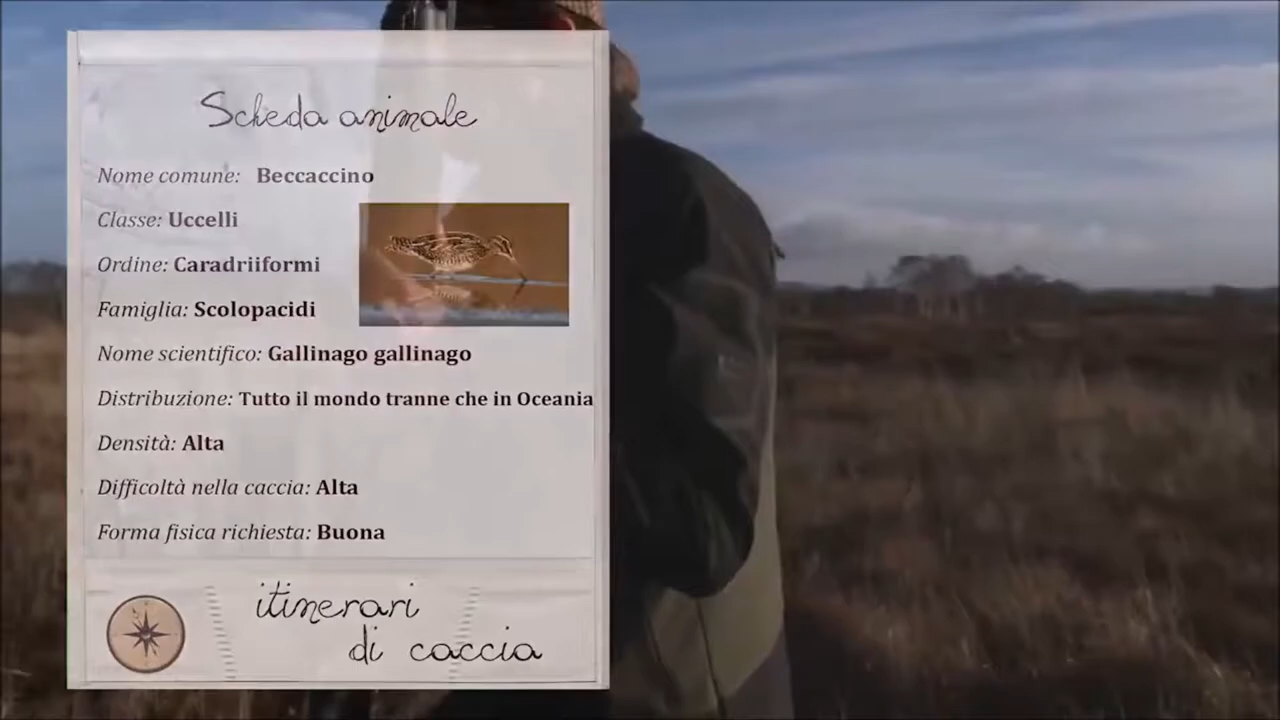 Scheda animale
Nome comune: Beccaccino
Classe: Uccelli
Ordine: Caradriiformi
Famiglia: Scolopacidi
Nome scientifico: Gallinago gallinago
Distribuzione: Tutto il mondo tranne che in Oceania
Densità: Alta
Difficoltà nella caccia: Alta
Forma fisica richiesta: Buona
itinerari
di caccia